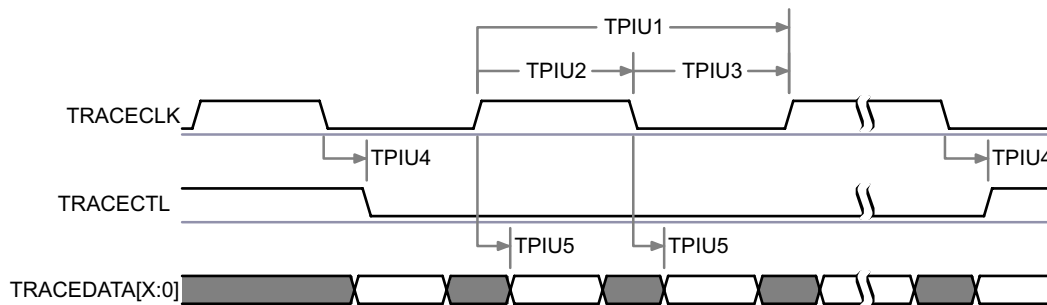 TPIU1
TPIU2 TPIU3
TRACECLK
TPIU4 TPIU4
TRACECTL
TPIU5 TPIU5
TRACEDATA[X:0]